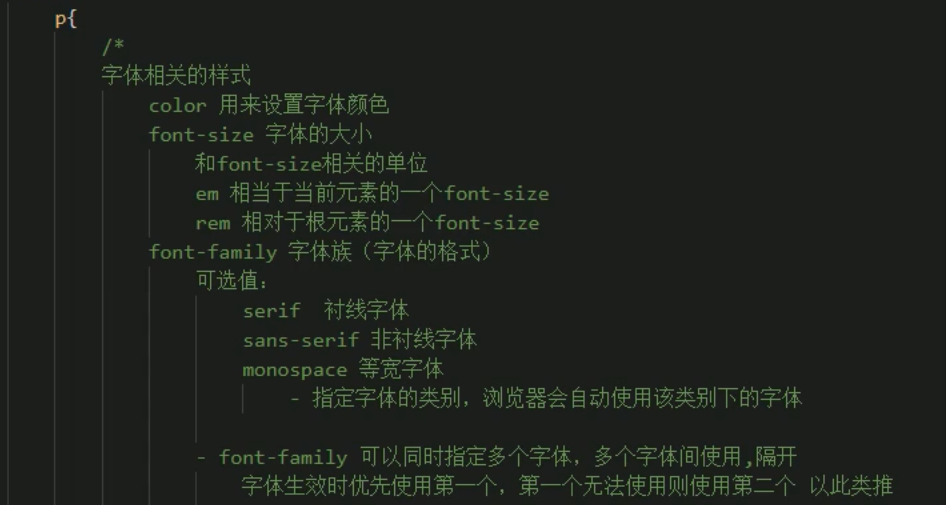 p{
/*
字体相关的样式
color 用来设置字体颜色
font-size 字体的大小
和font-size相关的单位
em 相当于当前元素的一个font-size
rem 相对于根元素的一个font-size
font-family 字体族（字体的格式）
可选值：
serif 衬线字体
sans-serif 非衬线字体
monospace 等宽字体
- 指定字体的类别，浏览器会自动使用该类别下的字体
- font-family 可以同时指定多个字体，多个字体间使用,隔开
字体生效时优先使用第一个，第一个无法使用则使用第二个 以此类推